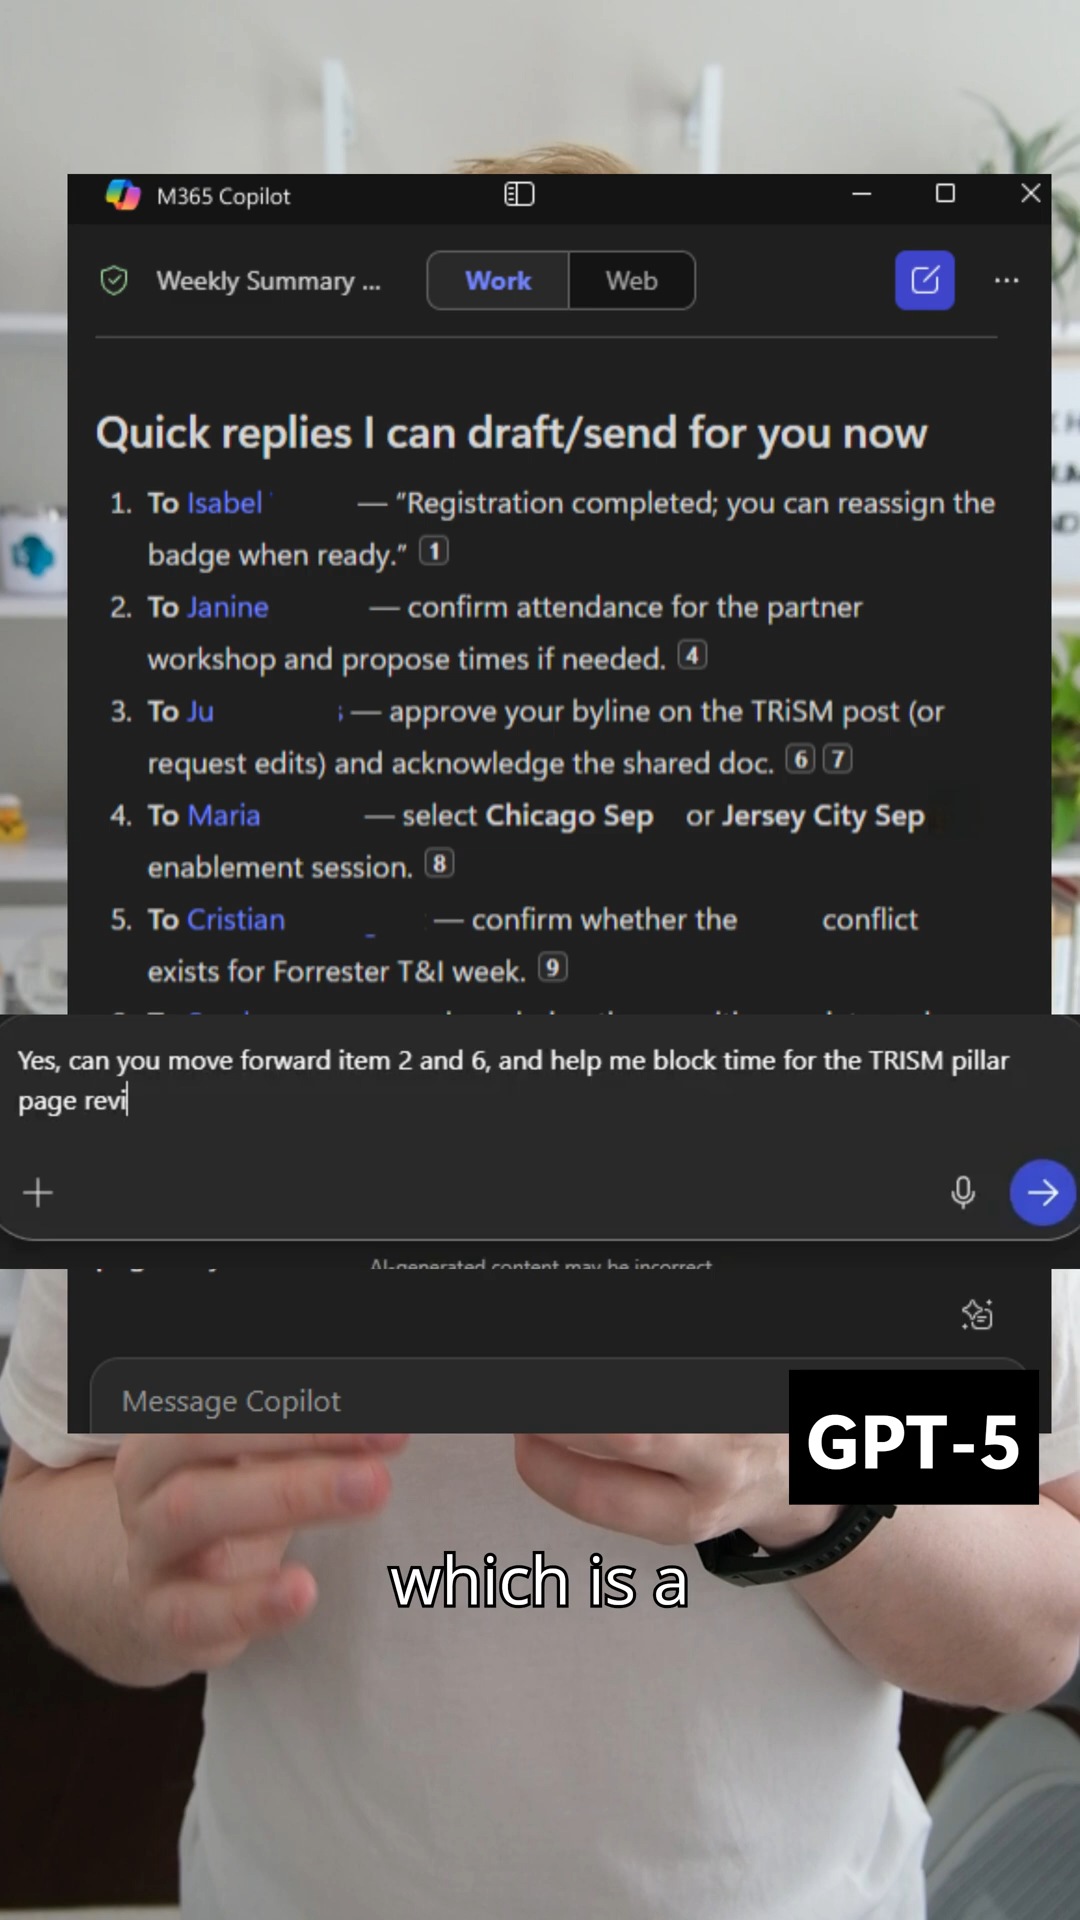 M365 Copilot
Weekly Summary ...
Work
Web
Quick replies I can draft/send for you now
1. To Isabel — “Registration completed; you can reassign the
badge when ready.” 1
2. To Janine — confirm attendance for the partner
workshop and propose times if needed. 4
3. To Ju — approve your byline on the TRiSM post (or
request edits) and acknowledge the shared doc. 6 7
4. To Maria — select Chicago Sep or Jersey City Sep
enablement session. 8
5. To Cristian — confirm whether the conflict
exists for Forrester T&I week. 9
Yes, can you move forward item 2 and 6, and help me block time for the TRISM pillar
page revi
AI-generated content may be incorrect
Message Copilot
GPT-5
which is a